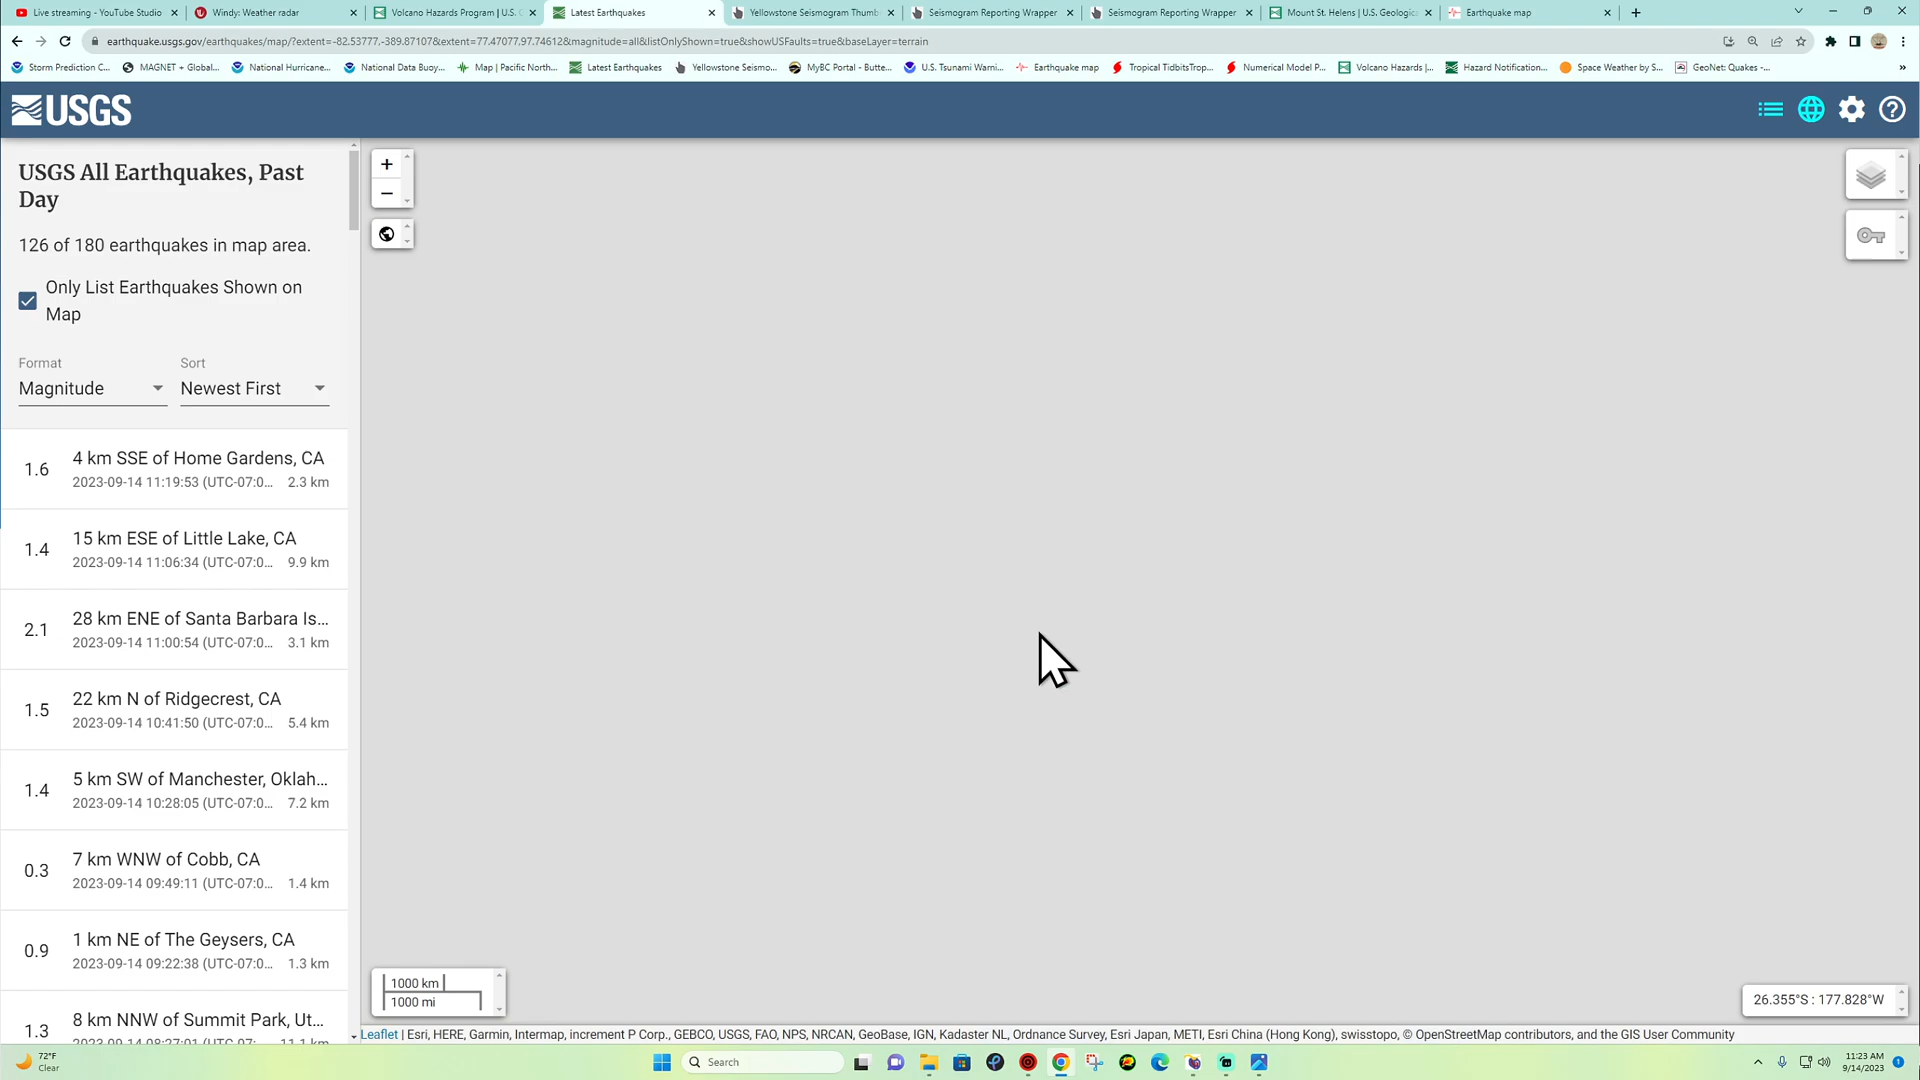 Live streaming - YouTube Studio
Windy: Weather radar
Volcano Hazards Program | U.S. G
Latest Earthquakes
Yellowstone Seismogram Thumb
Seismogram Reporting Wrapper
Seismogram Reporting Wrapper
Mount St. Helens | U.S. Geologic
Earthquake map
earthquake.usgs.gov/earthquakes/map/?extent=-82.53777,-389.87107&extent=77.47077,97.74612&magnitude=all&listOnlyShown=true&showUSFaults=true&baseLayer=terrain
Storm Prediction C...
MAGNET + Global...
National Hurricane...
National Data Buoy...
Map | Pacific North...
Latest Earthquakes
Yellowstone Seismo...
MyBC Portal - Butte...
U.S. Tsunami Warni...
Earthquake map
Tropical TidbitsTrop...
Numerical Model P...
Volcano Hazards |...
Hazard Notification...
Space Weather by S...
GeoNet: Quakes -...
»
USGS
USGS All Earthquakes, Past
Day
126 of 180 earthquakes in map area.
Only List Earthquakes Shown on
Map
Format
Sort
Magnitude
Newest First
1.6
4 km SSE of Home Gardens, CA
2023-09-14 11:19:53 (UTC-07:0... 2.3 km
1.4
15 km ESE of Little Lake, CA
2023-09-14 11:06:34 (UTC-07:0... 9.9 km
2.1
28 km ENE of Santa Barbara Is...
2023-09-14 11:00:54 (UTC-07:0... 3.1 km
1.5
22 km N of Ridgecrest, CA
2023-09-14 10:41:50 (UTC-07:0... 5.4 km
1.4
5 km SW of Manchester, Oklah...
2023-09-14 10:28:05 (UTC-07:0... 7.2 km
0.3
7 km WNW of Cobb, CA
2023-09-14 09:49:11 (UTC-07:0... 1.4 km
0.9
1 km NE of The Geysers, CA
2023-09-14 09:22:38 (UTC-07:0... 1.3 km
1.3
8 km NNW of Summit Park, Ut...
2023-09-14 08:27:01 (UTC-07:... 11.1 km
+
−
1000 km
1000 mi
26.355°S : 177.828°W
Leaflet | Esri, HERE, Garmin, Intermap, increment P Corp., GEBCO, USGS, FAO, NPS, NRCAN, GeoBase, IGN, Kadaster NL, Ordnance Survey, Esri Japan, METI, Esri China (Hong Kong), swisstopo, © OpenStreetMap contributors, and the GIS User Community
72°F
Clear
Search
11:23 AM
9/14/2023
1